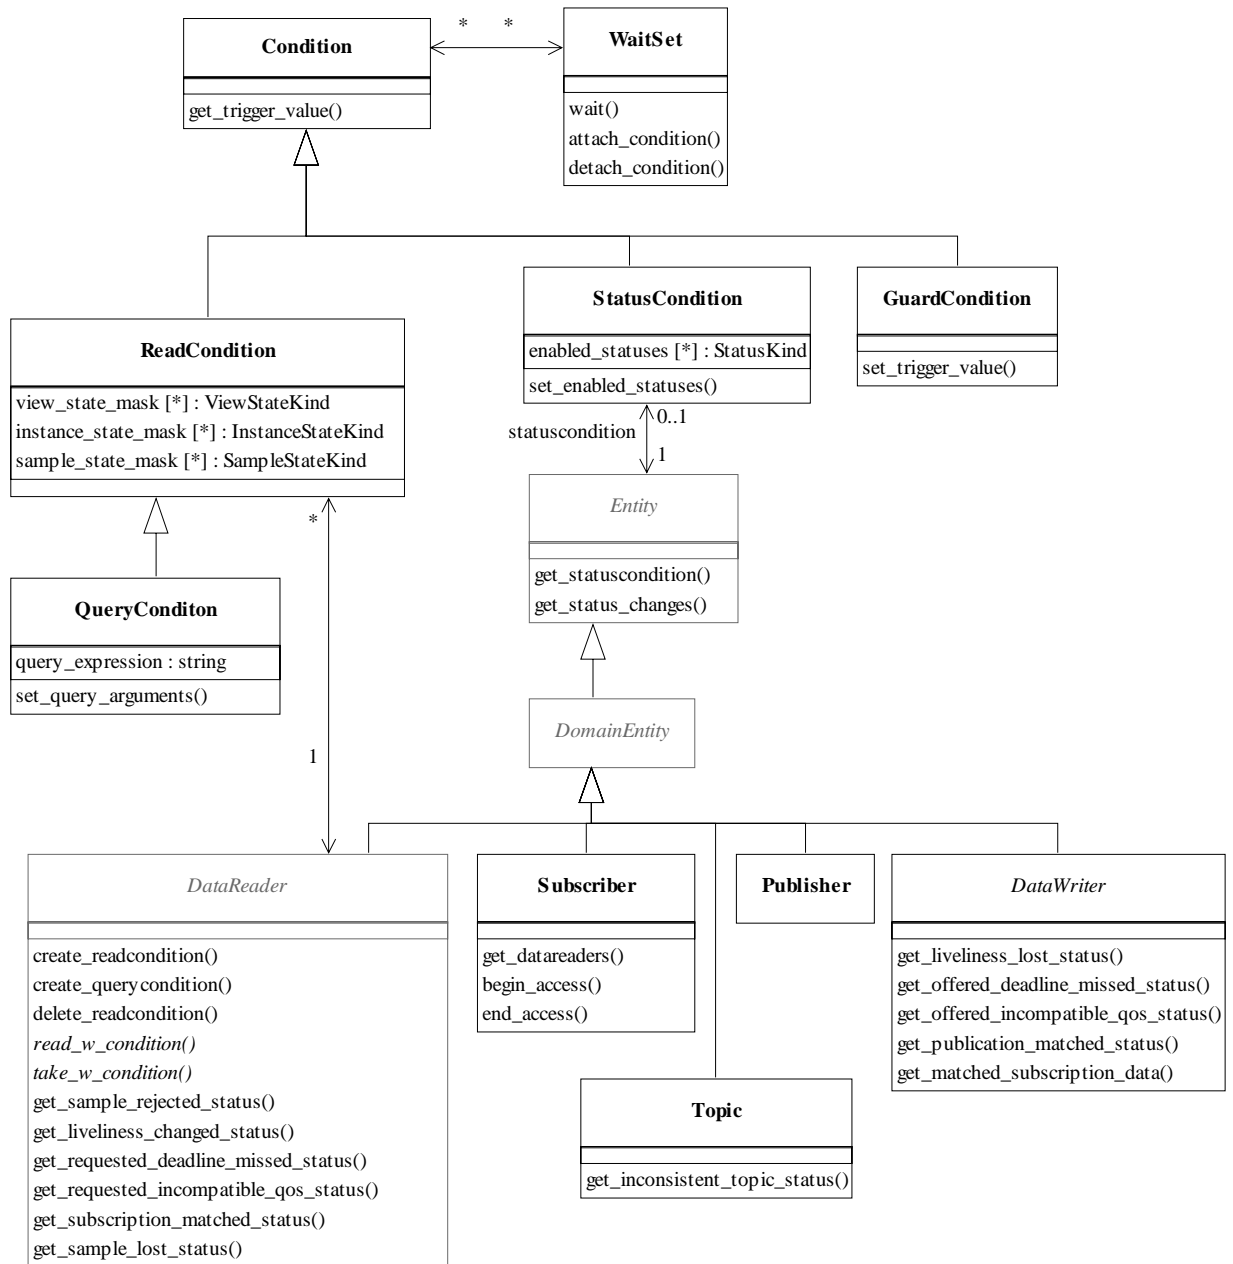 Condition
* *
WaitSet
get_trigger_value()
wait()
attach_condition()
detach_condition()
StatusCondition
enabled_statuses [*] : StatusKind
set_enabled_statuses()
GuardCondition
set_trigger_value()
ReadCondition
view_state_mask [*] : ViewStateKind
instance_state_mask [*] : InstanceStateKind
sample_state_mask [*] : SampleStateKind
0..1
statuscondition
1
*
Entity
get_statuscondition()
get_status_changes()
QueryConditon
query_expression : string
set_query_arguments()
DomainEntity
1
DataReader
create_readcondition()
create_querycondition()
delete_readcondition()
read_w_condition()
take_w_condition()
get_sample_rejected_status()
get_liveliness_changed_status()
get_requested_deadline_missed_status()
get_requested_incompatible_qos_status()
get_subscription_matched_status()
get_sample_lost_status()
Subscriber
get_datareaders()
begin_access()
end_access()
Publisher
DataWriter
get_liveliness_lost_status()
get_offered_deadline_missed_status()
get_offered_incompatible_qos_status()
get_publication_matched_status()
get_matched_subscription_data()
Topic
get_inconsistent_topic_status()